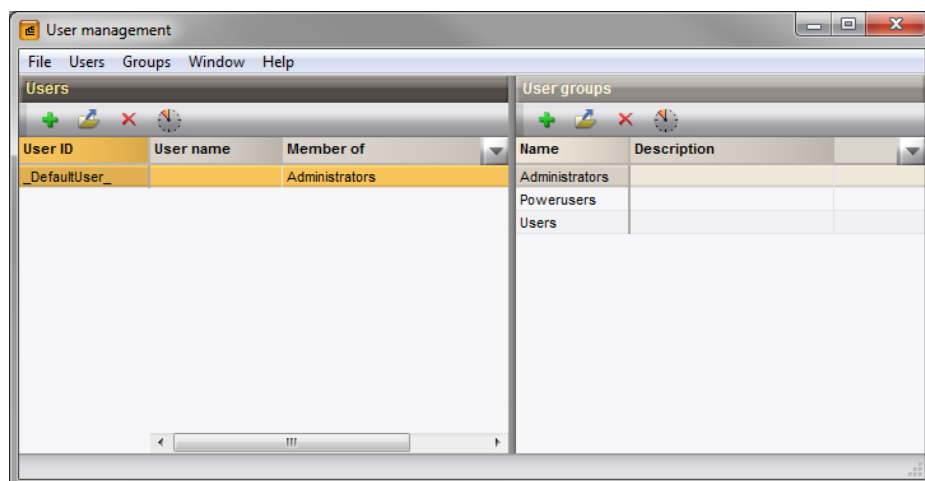 User management
File Users Groups Window Help
Users
User ID User name Member of
_DefaultUser_ Administrators
User groups
Name Description
Administrators
Powerusers
Users